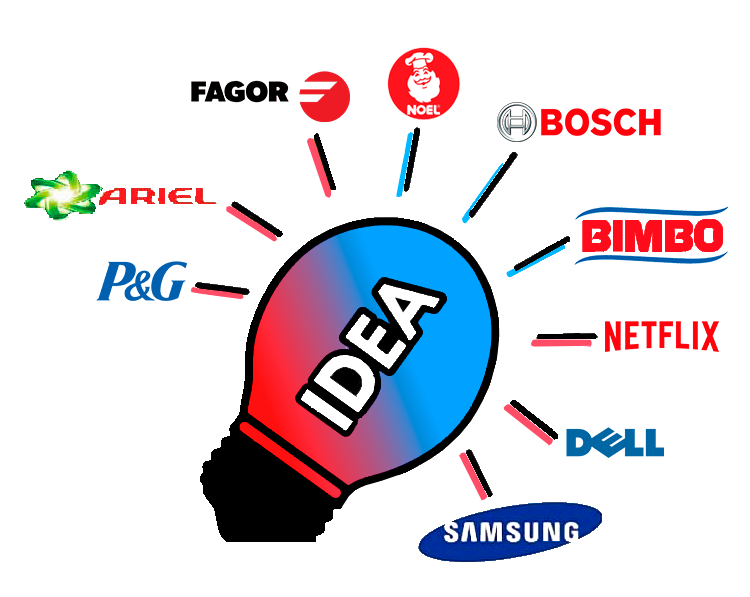 FAGOR
NOEL
BOSCH
ARIEL
BIMBO
P&G
IDEA
NETFLIX
DELL
SAMSUNG